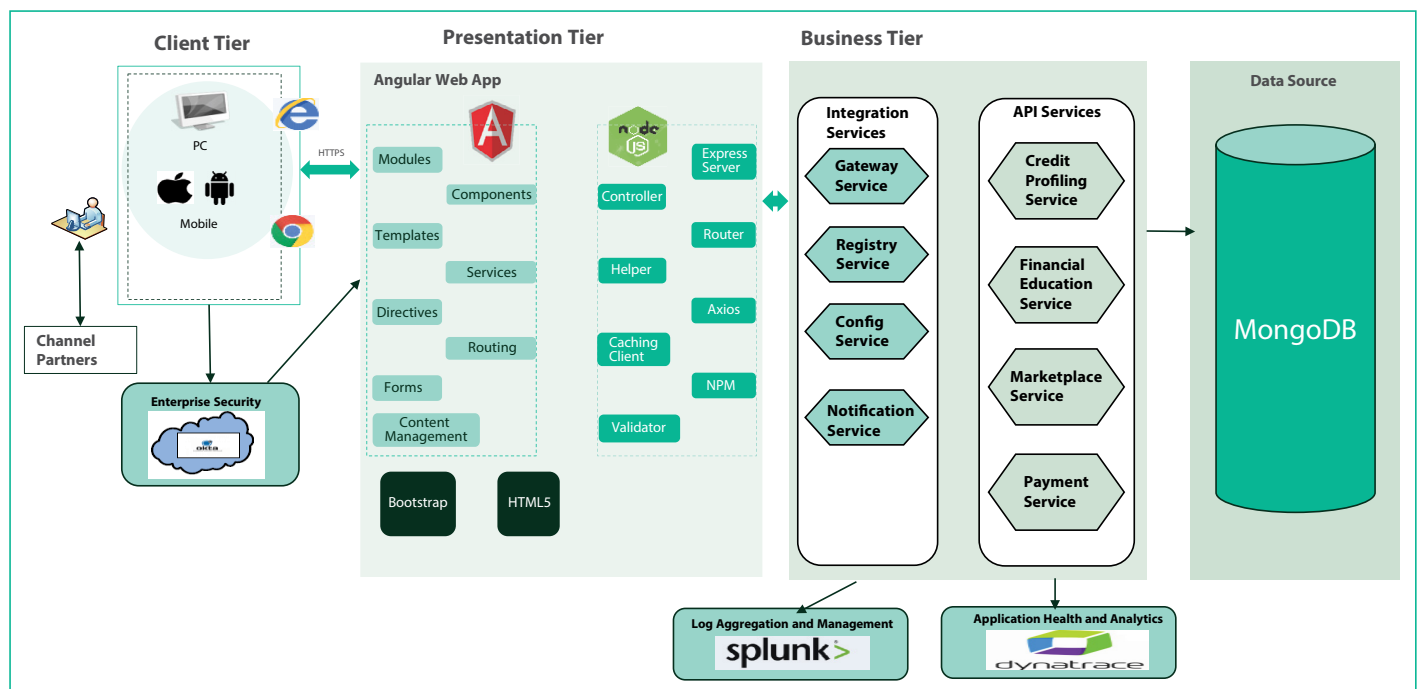 Client Tier
Presentation Tier
Business Tier
Angular Web App
Data Source
PC
Mobile
HTTPS
Channel
Partners
Enterprise Security
okta
Modules
Components
Templates
Services
Directives
Routing
Forms
Content
Management
node
JS
Express
Server
Controller
Router
Helper
Axios
Caching
Client
NPM
Validator
Bootstrap
HTML5
Integration
Services
Gateway
Service
Registry
Service
Config
Service
Notification
Service
API Services
Credit
Profiling
Service
Financial
Education
Service
Marketplace
Service
Payment
Service
MongoDB
Log Aggregation and Management
splunk>
Application Health and Analytics
dynatrace